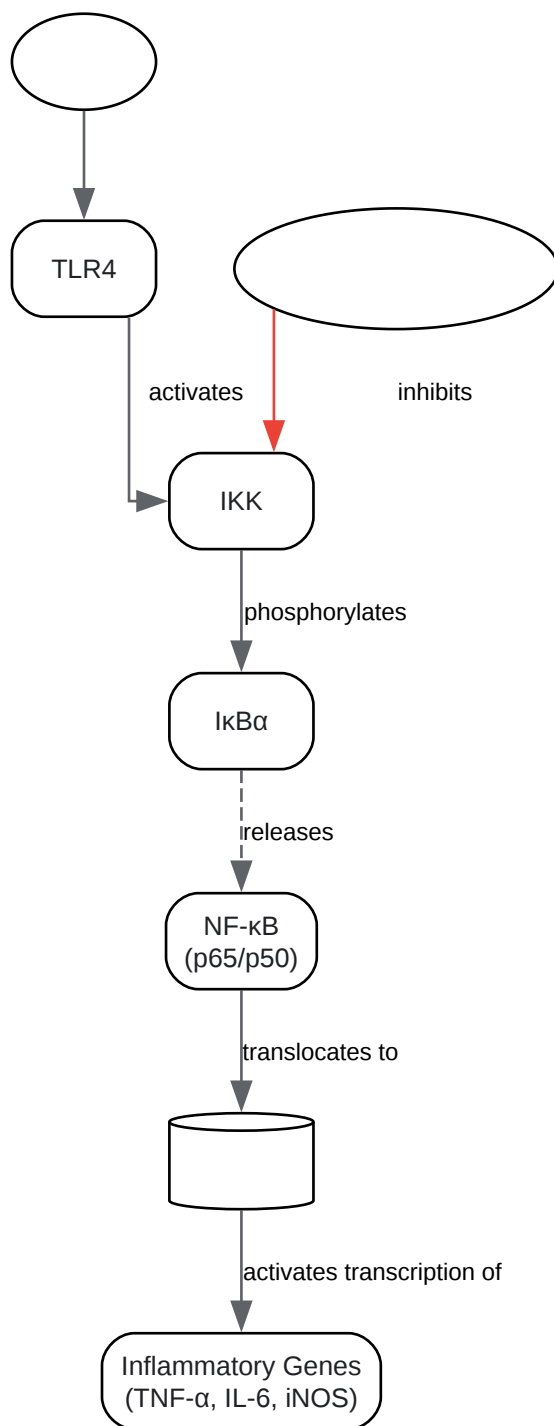 TLR4
activates
inhibits
IKK
phosphorylates
IκBα
releases
NF-κB
(p65/p50)
translocates to
activates transcription of
Inflammatory Genes
(TNF-α, IL-6, iNOS)